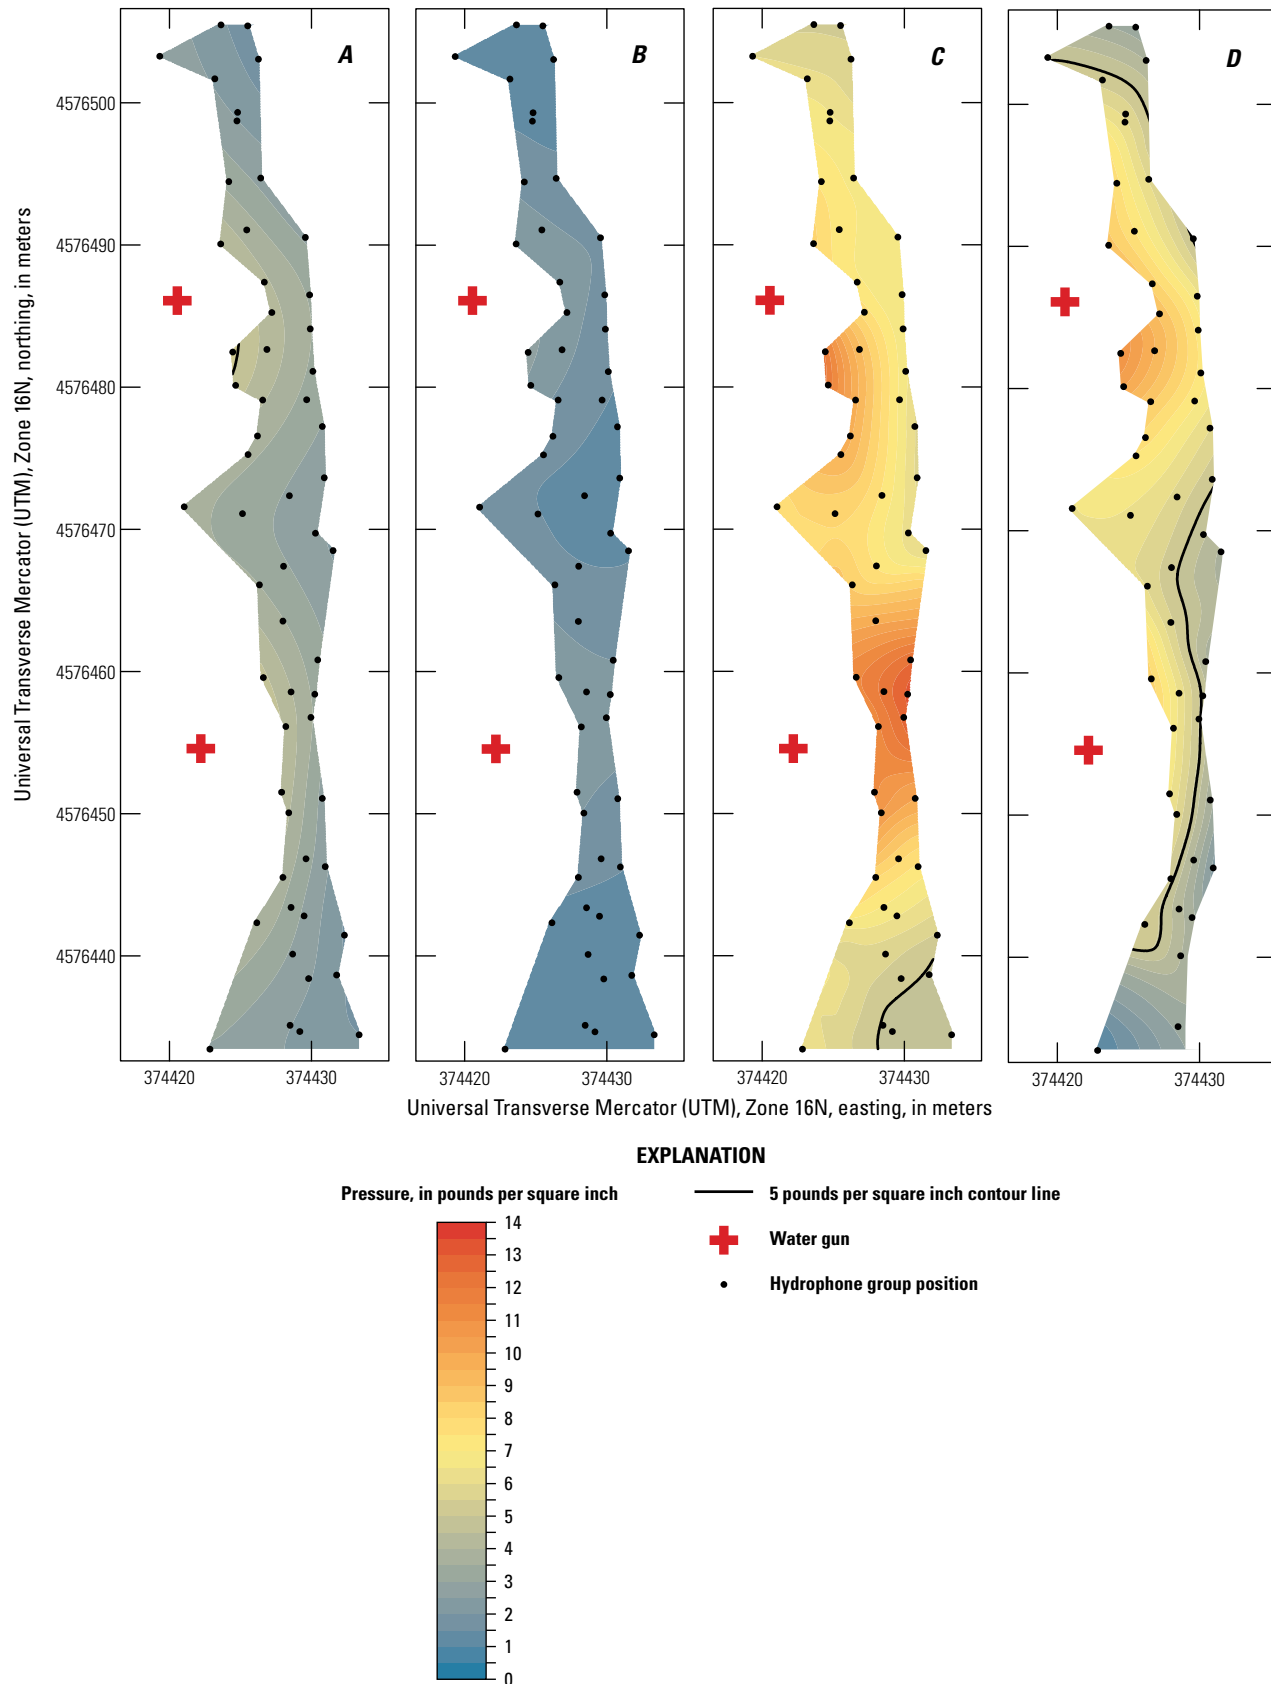 A
B
C
D
4576500
4576490
4576480
4576470
4576460
4576450
4576440
Universal Transverse Mercator (UTM), Zone 16N, northing, in meters
374420 374430 374420 374430 374420 374430 374420 374430
Universal Transverse Mercator (UTM), Zone 16N, easting, in meters
EXPLANATION
Pressure, in pounds per square inch
14
13
12
11
10
9
8
7
6
5
4
3
2
1
0
5 pounds per square inch contour line
Water gun
Hydrophone group position